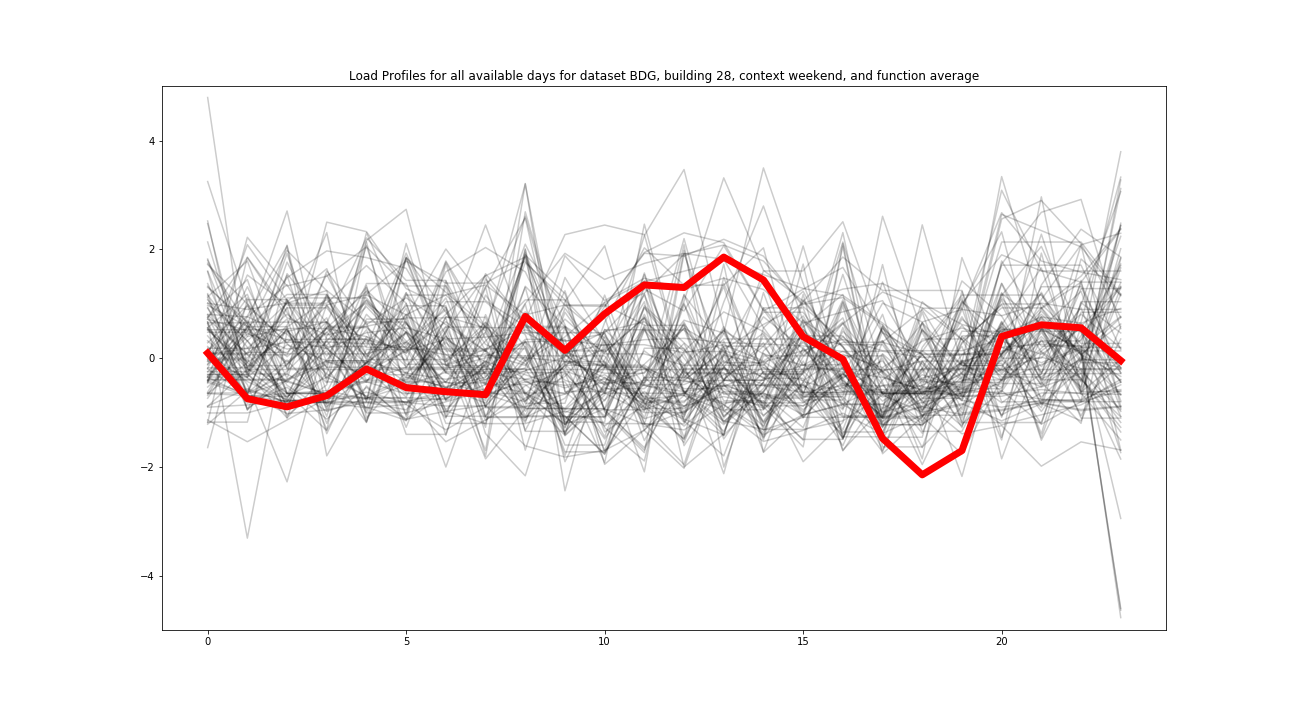 Load Profiles for all available days for dataset BDG, building 28, context weekend, and function average
4
2
0
−2
−4
0 5 10 15 20